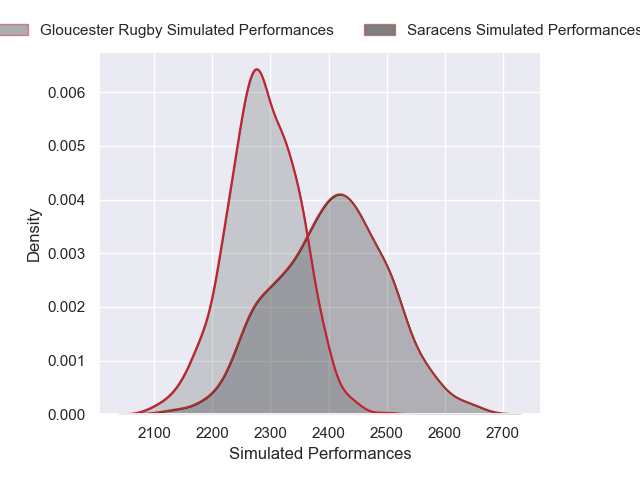 Gloucester Rugby Simulated Performances
Saracens Simulated Performances
0.006
0.005
0.004
0.003
0.002
0.001
0.000
Density
2100 2200 2300 2400 2500 2600 2700
Simulated Performances